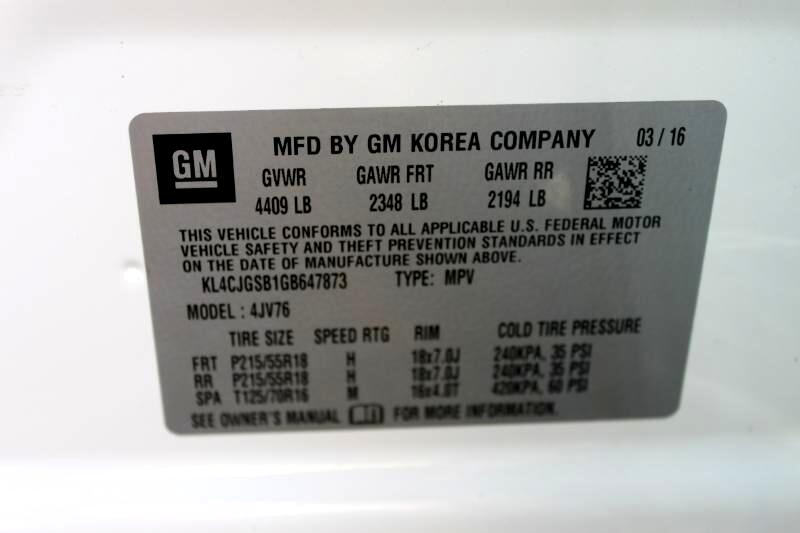 GM
MFD BY GM KOREA COMPANY 03 / 16
GVWR GAWR FRT GAWR RR
4409 LB 2348 LB 2194 LB
THIS VEHICLE CONFORMS TO ALL APPLICABLE U.S. FEDERAL MOTOR
VEHICLE SAFETY AND THEFT PREVENTION STANDARDS IN EFFECT
ON THE DATE OF MANUFACTURE SHOWN ABOVE.
KL4CJGSB1GB647873 TYPE: MPV
MODEL : 4JV76
TIRE SIZE SPEED RTG RIM COLD TIRE PRESSURE
FRT P215/55R18 H 18x7.0J 240KPA, 35 PSI
RR P215/55R18 H 18x7.0J 240KPA, 35 PSI
SPA T125/70R16 M 16x4.0T 420KPA, 60 PSI
SEE OWNER'S MANUAL FOR MORE INFORMATION.